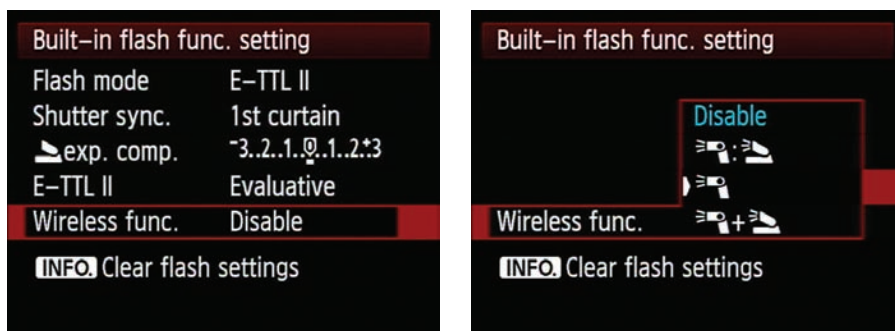 Built-in flash func. setting
Flash mode E-TTL II
Shutter sync. 1st curtain
exp. comp. -3..2..1..0..1..2.+3
E-TTL II Evaluative
Wireless func. Disable
INFO. Clear flash settings
Built-in flash func. setting
Disable
:
Wireless func. +
INFO. Clear flash settings